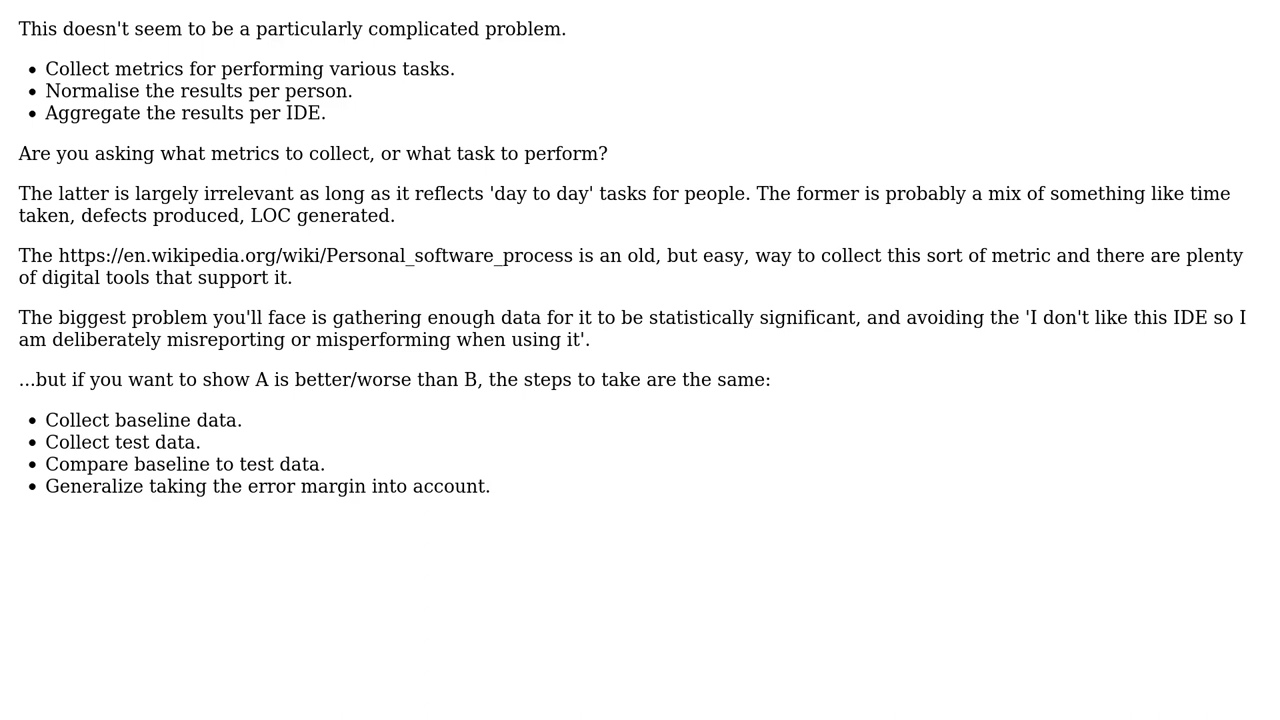 This doesn't seem to be a particularly complicated problem.
• Collect metrics for performing various tasks.
• Normalise the results per person.
• Aggregate the results per IDE.
Are you asking what metrics to collect, or what task to perform?
The latter is largely irrelevant as long as it reflects 'day to day' tasks for people. The former is probably a mix of something like time
taken, defects produced, LOC generated.
The https://en.wikipedia.org/wiki/Personal_software_process is an old, but easy, way to collect this sort of metric and there are plenty
of digital tools that support it.
The biggest problem you'll face is gathering enough data for it to be statistically significant, and avoiding the 'I don't like this IDE so I
am deliberately misreporting or misperforming when using it'.
...but if you want to show A is better/worse than B, the steps to take are the same:
• Collect baseline data.
• Collect test data.
• Compare baseline to test data.
• Generalize taking the error margin into account.